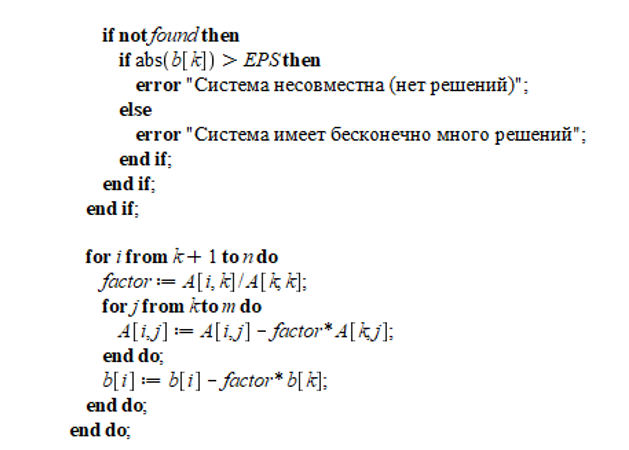 if not found then
if abs(b[k]) > EPS then
error "Система несовместна (нет решений)";
else
error "Система имеет бесконечно много решений";
end if;
end if;
end if;
for i from k + 1 to n do
factor := A[i, k]/A[k, k];
for j from k to m do
A[i,j] := A[i,j] - factor* A[k,j];
end do;
b[i] := b[i] - factor* b[k];
end do;
end do;